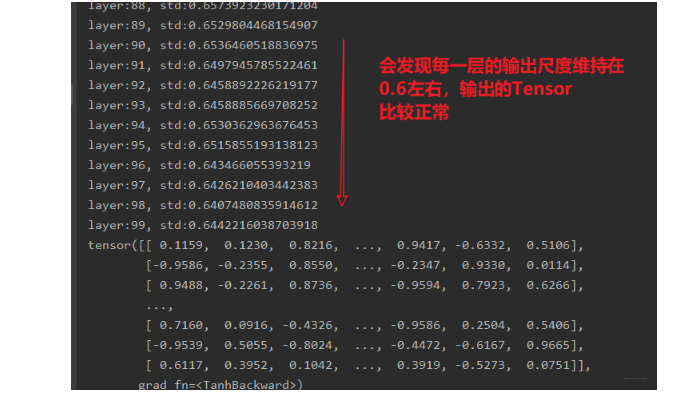 layer:88, std:0.6573923230171204
layer:89, std:0.6529804468154907
layer:90, std:0.6536460518836975
layer:91, std:0.6497945785522461
layer:92, std:0.6458892226219177
layer:93, std:0.6458885669708252
layer:94, std:0.6530362963676453
layer:95, std:0.6515855193138123
layer:96, std:0.643466055393219
layer:97, std:0.6426210403442383
layer:98, std:0.6407480835914612
layer:99, std:0.6442216038703918
会发现每一层的输出尺度维持在
0.6左右，输出的Tensor
比较正常
tensor([[ 0.1159,  0.1230,  0.8216,  ...,  0.9417, -0.6332,  0.5106],
[-0.9586, -0.2355,  0.8550,  ..., -0.2347,  0.9330,  0.0114],
[ 0.9488, -0.2261,  0.8736,  ..., -0.9594,  0.7923,  0.6266],
...,
[ 0.7160,  0.0916, -0.4326,  ..., -0.9586,  0.2504,  0.5406],
[-0.9539,  0.5055, -0.8024,  ..., -0.4472, -0.6167,  0.9665],
[ 0.6117,  0.3952,  0.1042,  ...,  0.3919, -0.5273,  0.0751]],
grad_fn=<TanhBackward>)